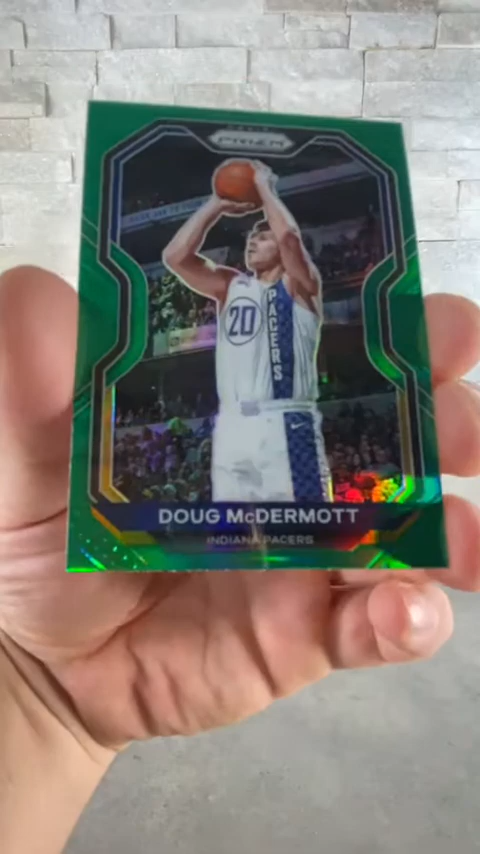 PRIZM
20
PACERS
DOUG McDERMOTT
INDIANA PACERS